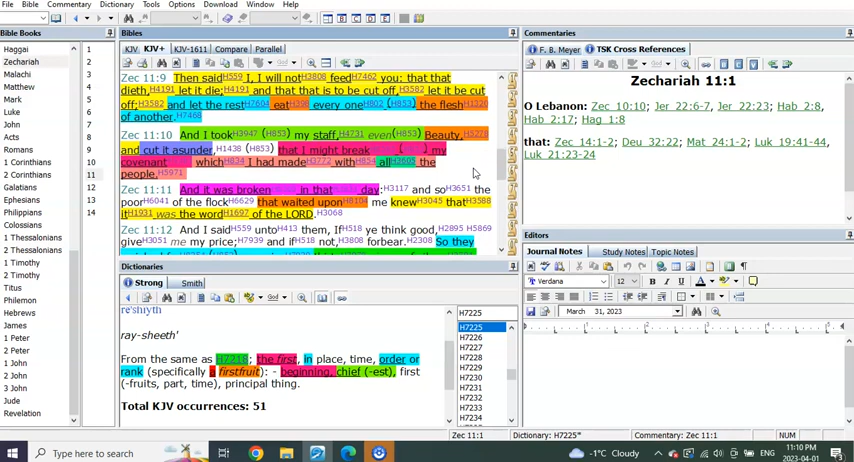 File Bible Commentary Dictionary Tools Options Download Window Help
Bible Books
Bibles
Commentaries
KJV KJV+ KJV-1611 Compare Parallel
F. B. Meyer TSK Cross References
Haggai
Zechariah
Malachi
Matthew
Mark
Luke
John
Acts
Romans
1 Corinthians
2 Corinthians
Galatians
Ephesians
Philippians
Colossians
1 Thessalonians
2 Thessalonians
1 Timothy
2 Timothy
Titus
Philemon
Hebrews
James
1 Peter
2 Peter
1 John
2 John
3 John
Jude
Revelation
1
2
3
4
5
6
7
8
9
10
11
12
13
14
Zec 11:9 Then said H559 I, I will not H3808 feed H7462 you: that that
dieth, H4191 let it die; H4191 and that that is to be cut off, H3582 let it be cut
off; H3582 and let the rest H7604 eat H398 every one H802 (H853) the flesh H1320
of another. H7468
Zec 11:10 And I took H3947 (H853) my staff, H4731 even (H853) Beauty, H5278
and cut it asunder, H1438 (H853) that I might break my
covenant which H834 I had made H3772 with H854 all H3605 the
people. H5971
Zec 11:11 And it was broken in that day: H3117 and so H3651 the
poor H6041 of the flock H6629 that waited upon H8104 me knew H3045 that H3588
it H1931 was the word H1697 of the LORD. H3068
Zec 11:12 And I said H559 unto H413 them, If H518 ye think good, H2895 H5869
give H3051 me my price; H7939 and if H518 not, H3808 forbear. H2308 So they
Zechariah 11:1
O Lebanon: Zec 10:10; Jer 22:6-7, Jer 22:23; Hab 2:8,
Hab 2:17; Hag 1:8
that: Zec 14:1-2; Deu 32:22; Mat 24:1-2; Luk 19:41-44,
Luk 21:23-24
Editors
Journal Notes Study Notes Topic Notes
Verdana 12 B I U A
March 31, 2023
Dictionaries
Strong Smith
God
re'shiyth
ray-sheeth'
From the same as H7218; the first, in place, time, order or
rank (specifically a firstfruit): - beginning, chief (-est), first
(-fruits, part, time), principal thing.
Total KJV occurrences: 51
H7225
H7225
H7226
H7227
H7228
H7229
H7230
H7231
H7232
H7233
H7234
Zec 11:1 Dictionary: H7225* Commentary: Zec 11:1 NUM
Type here to search
-1°C Cloudy
ENG
11:10 PM
2023-04-01